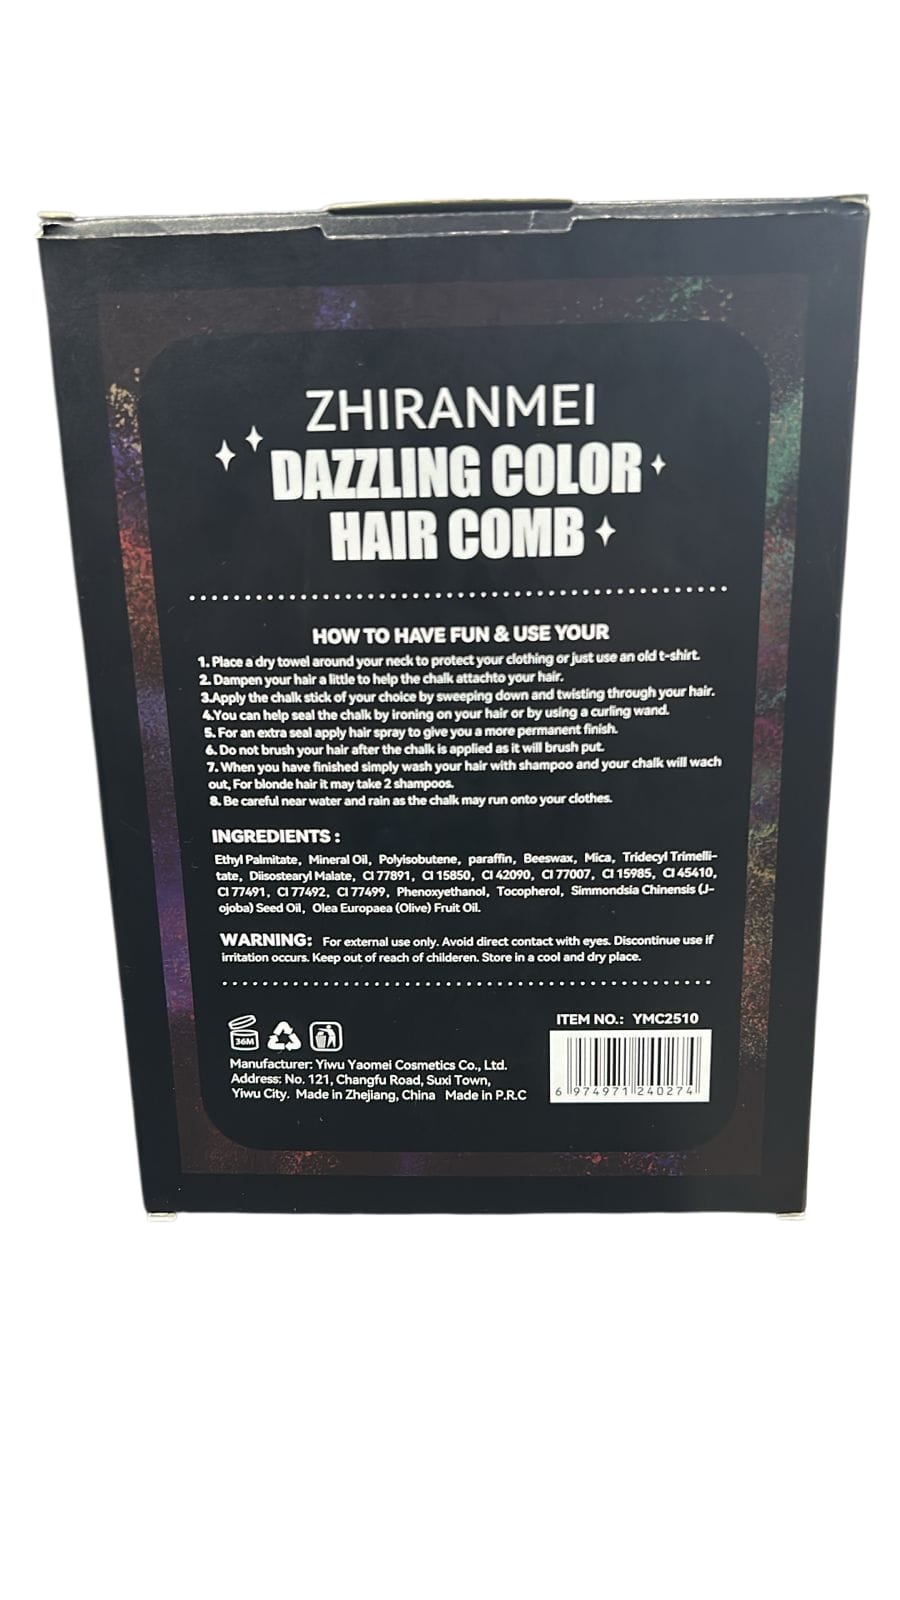 ZHIRANMEI
DAZZLING COLOR
HAIR COMB
HOW TO HAVE FUN & USE YOUR
1. Place a dry towel around your neck to protect your clothing or just use an old t-shirt.
2. Dampen your hair a little to help the chalk attachto your hair.
3.Apply the chalk stick of your choice by sweeping down and twisting through your hair.
4.You can help seal the chalk by ironing on your hair or by using a curling wand.
5. For an extra seal apply hair spray to give you a more permanent finish.
6. Do not brush your hair after the chalk is applied as it will brush put.
7. When you have finished simply wash your hair with shampoo and your chalk will wach
out, For blonde hair it may take 2 shampoos.
8. Be careful near water and rain as the chalk may run onto your clothes.
INGREDIENTS :
Ethyl Palmitate, Mineral Oil, Polyisobutene, paraffin, Beeswax, Mica, Tridecyl Trimelli-
tate, Diisostearyl Malate, CI 77891, CI 15850, CI 42090, CI 77007, CI 15985, CI 45410,
CI 77491, CI 77492, CI 77499, Phenoxyethanol, Tocopherol, Simmondsia Chinensis (J-
ojoba) Seed Oil, Olea Europaea (Olive) Fruit Oil.
WARNING: For external use only. Avoid direct contact with eyes. Discontinue use if
irritation occurs. Keep out of reach of childeren. Store in a cool and dry place.
ITEM NO.: YMC2510
36M
Manufacturer: Yiwu Yaomei Cosmetics Co., Ltd.
Address: No. 121, Changfu Road, Suxi Town,
Yiwu City. Made in Zhejiang, China Made in P.R.C
6 974971 240274